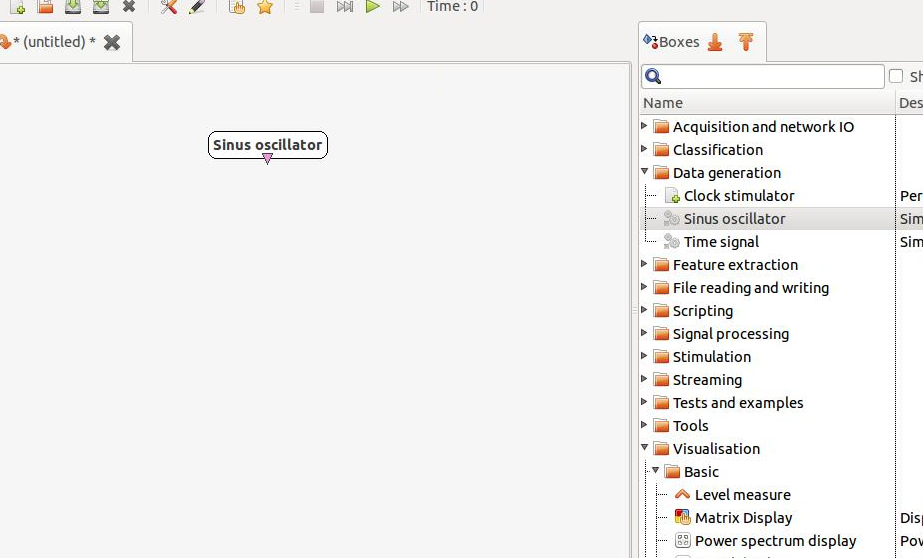 Time : 0
* (untitled) *
Boxes
Sh
Name
Des
Sinus oscillator
Acquisition and network IO
Classification
Data generation
Clock stimulator
Per
Sinus oscillator
Sim
Time signal
Sim
Feature extraction
File reading and writing
Scripting
Signal processing
Stimulation
Streaming
Tests and examples
Tools
Visualisation
Basic
Level measure
Matrix Display
Disp
Power spectrum display
Pow